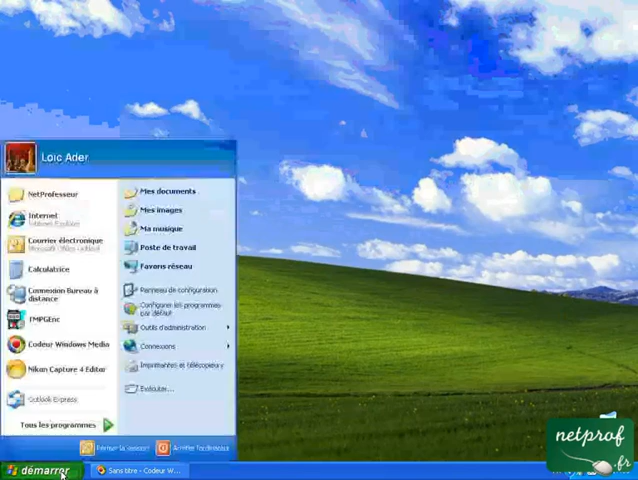 Loïc Ader
NetProfesseur
Internet
Internet Explorer
Courrier électronique
Calculatrice
Connexion Bureau à
distance
TMPGEnc
Codeur Windows Media
Nikon Capture 4 Editor
Outlook Express
Tous les programmes
Mes documents
Mes images
Ma musique
Poste de travail
Favoris réseau
Panneau de configuration
Configurer les programmes
par défaut
Outils d'administration
Connexions
Imprimantes et télécopieurs
Exécuter...
Fermer la session
Arrêter l'ordinateur
démarrer
Sans titre - Codeur W...
netprof
.fr